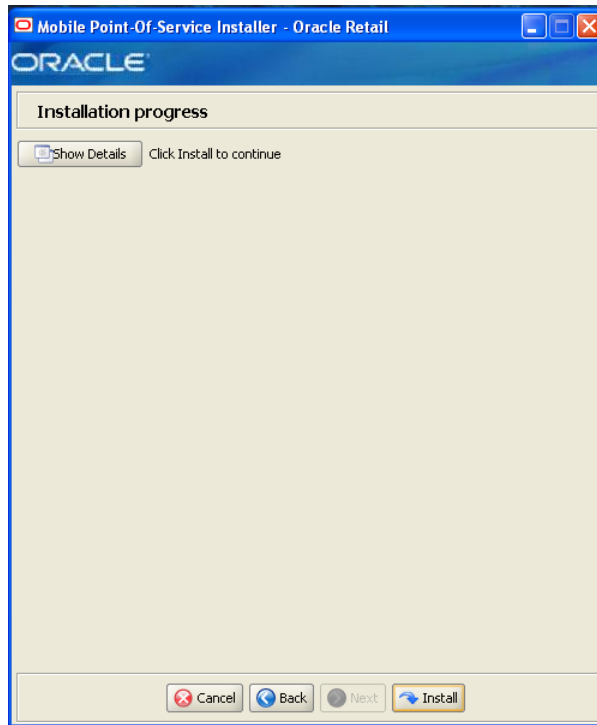 Mobile Point-Of-Service Installer - Oracle Retail
ORACLE
Installation progress
Show Details Click Install to continue
Cancel Back Next Install